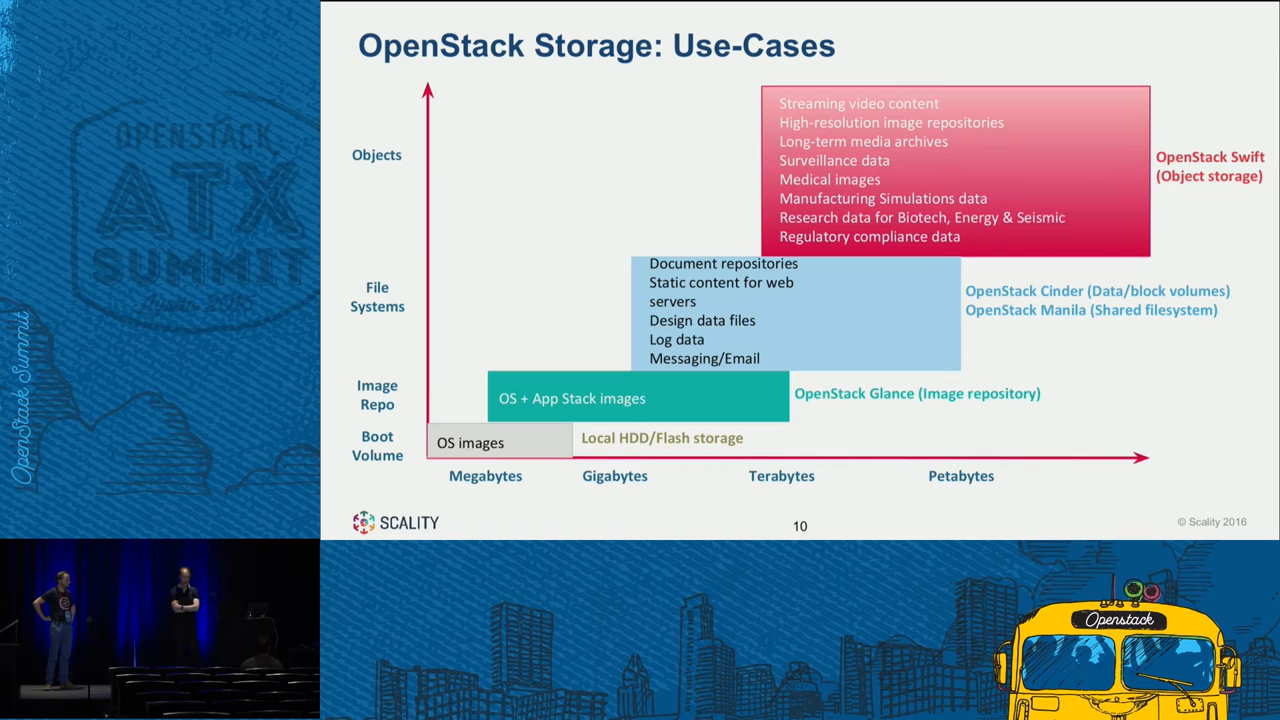 OpenStack Storage: Use-Cases
Objects
Streaming video content
High-resolution image repositories
Long-term media archives
Surveillance data
Medical images
Manufacturing Simulations data
Research data for Biotech, Energy & Seismic
Regulatory compliance data
OpenStack Swift
(Object storage)
File
Systems
Document repositories
Static content for web
servers
Design data files
Log data
Messaging/Email
OpenStack Cinder (Data/block volumes)
OpenStack Manila (Shared filesystem)
Image
Repo
OS + App Stack images
OpenStack Glance (Image repository)
Boot
Volume
OS images
Local HDD/Flash storage
Megabytes
Gigabytes
Terabytes
Petabytes
SCALITY
10
© Scality 2016
OPENSTACK
ATX
SUMMIT
OpenStack Summit
Openstack